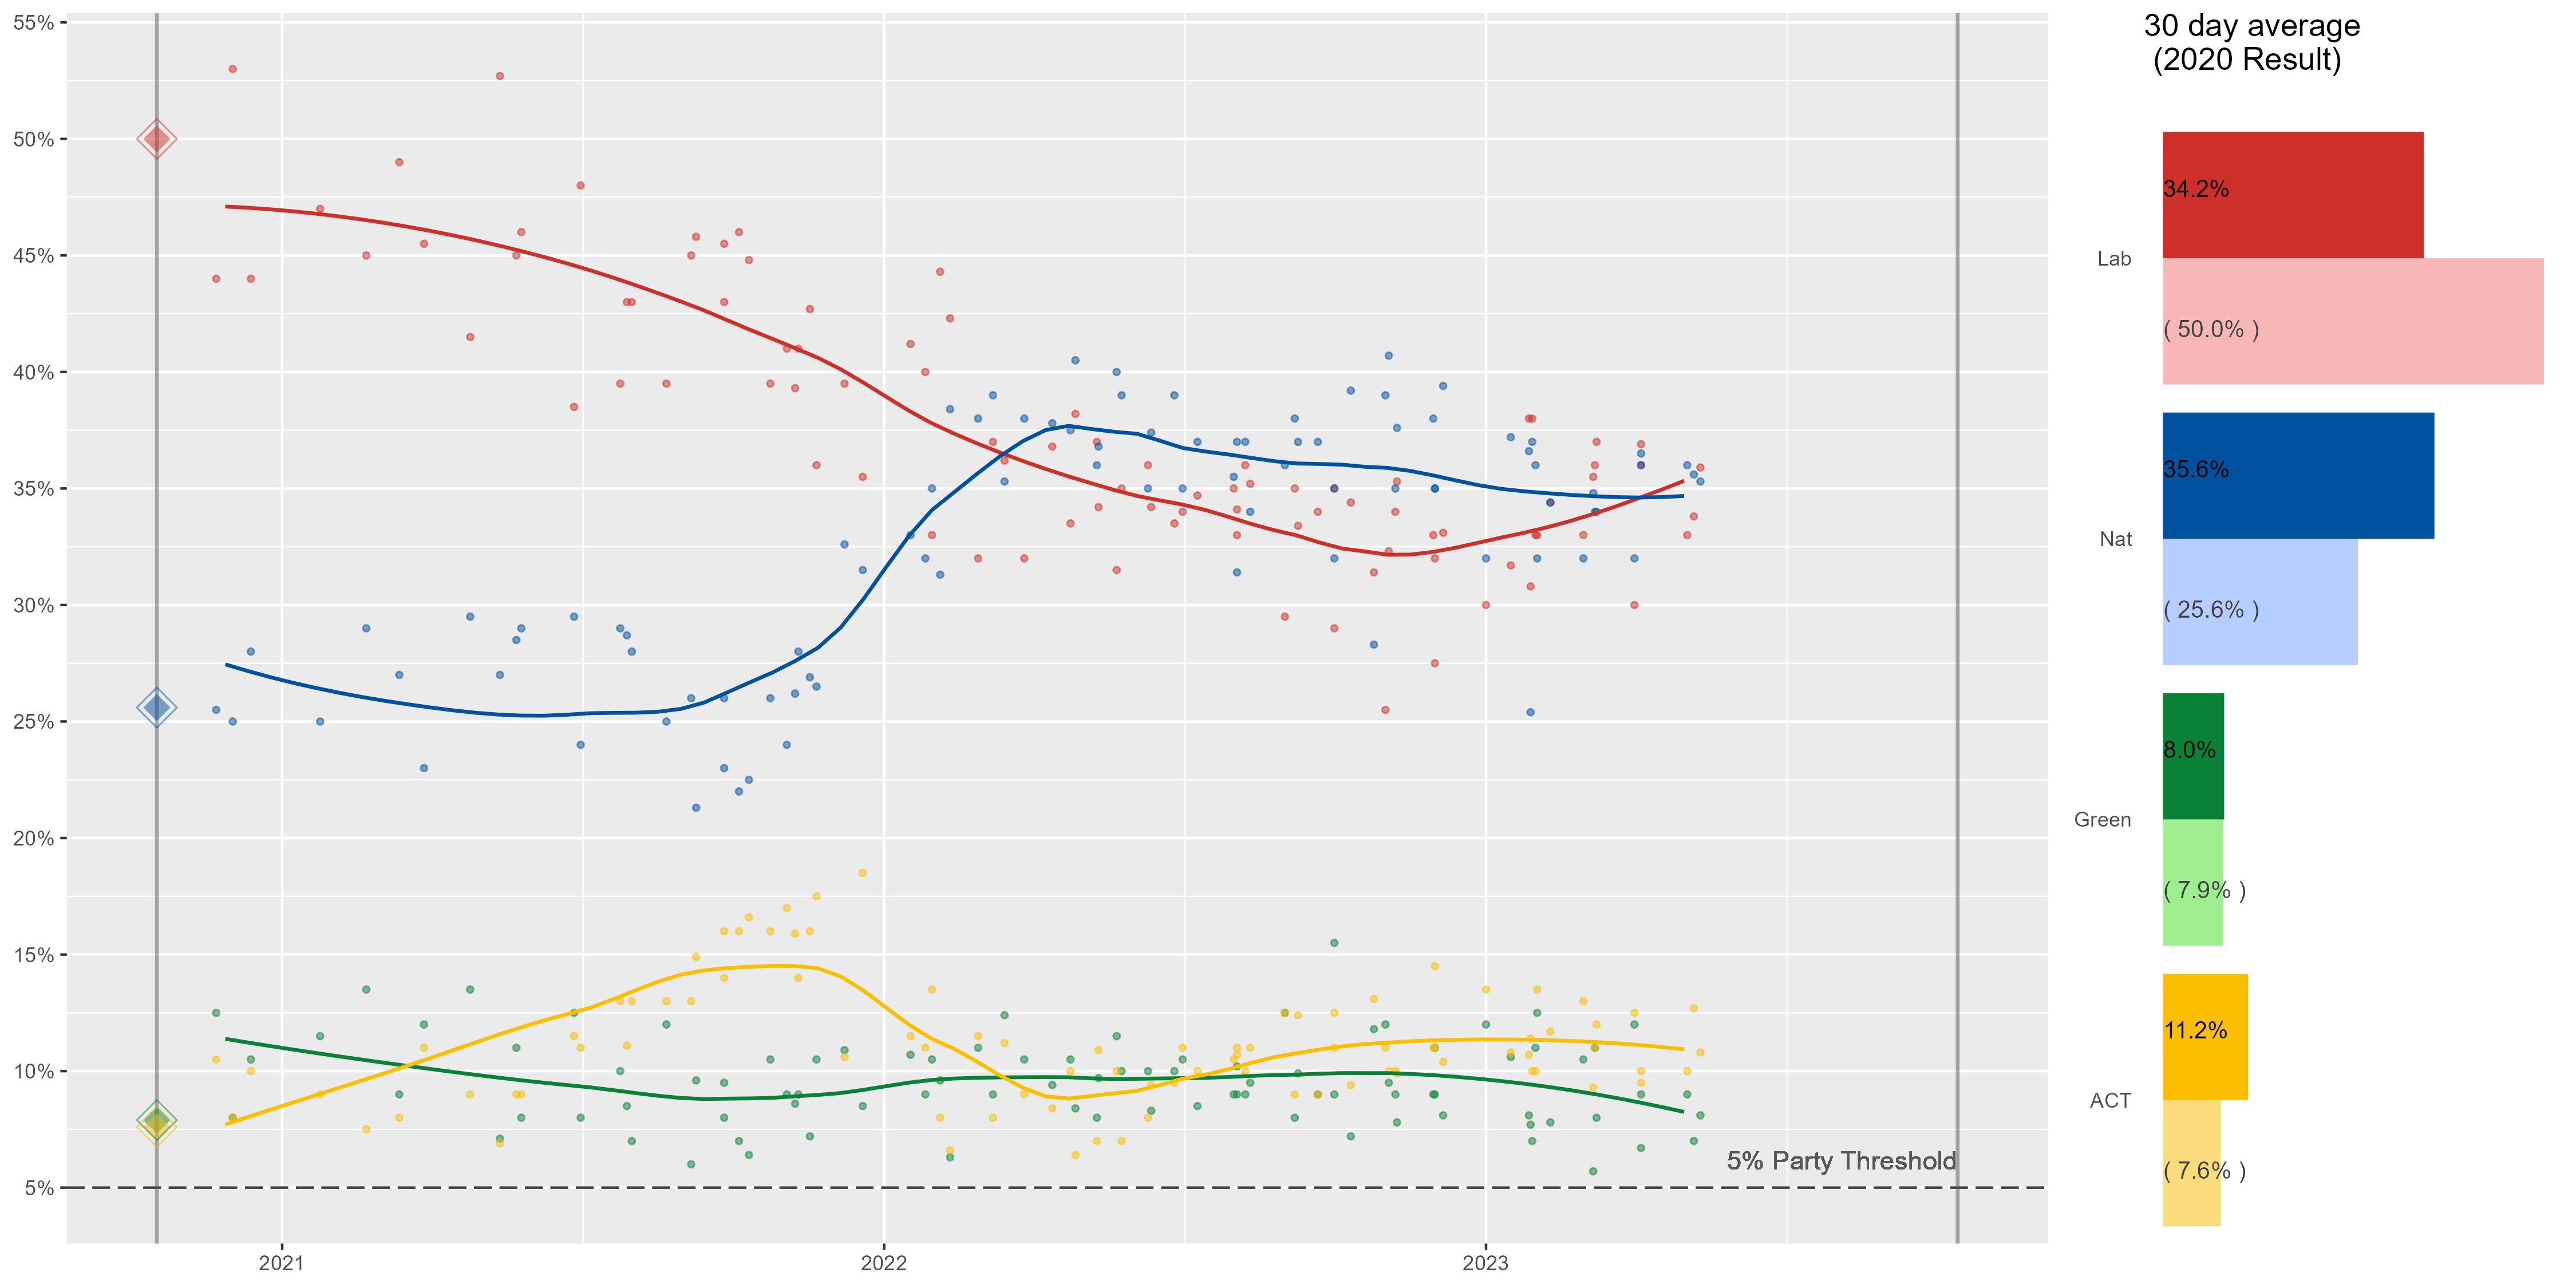 55%
50%
45%
40%
35%
30%
25%
20%
15%
10%
5%
5% Party Threshold
2021
2022
2023
30 day average
(2020 Result)
Lab
34.2%
( 50.0% )
Nat
35.6%
( 25.6% )
Green
8.0%
( 7.9% )
ACT
11.2%
( 7.6% )